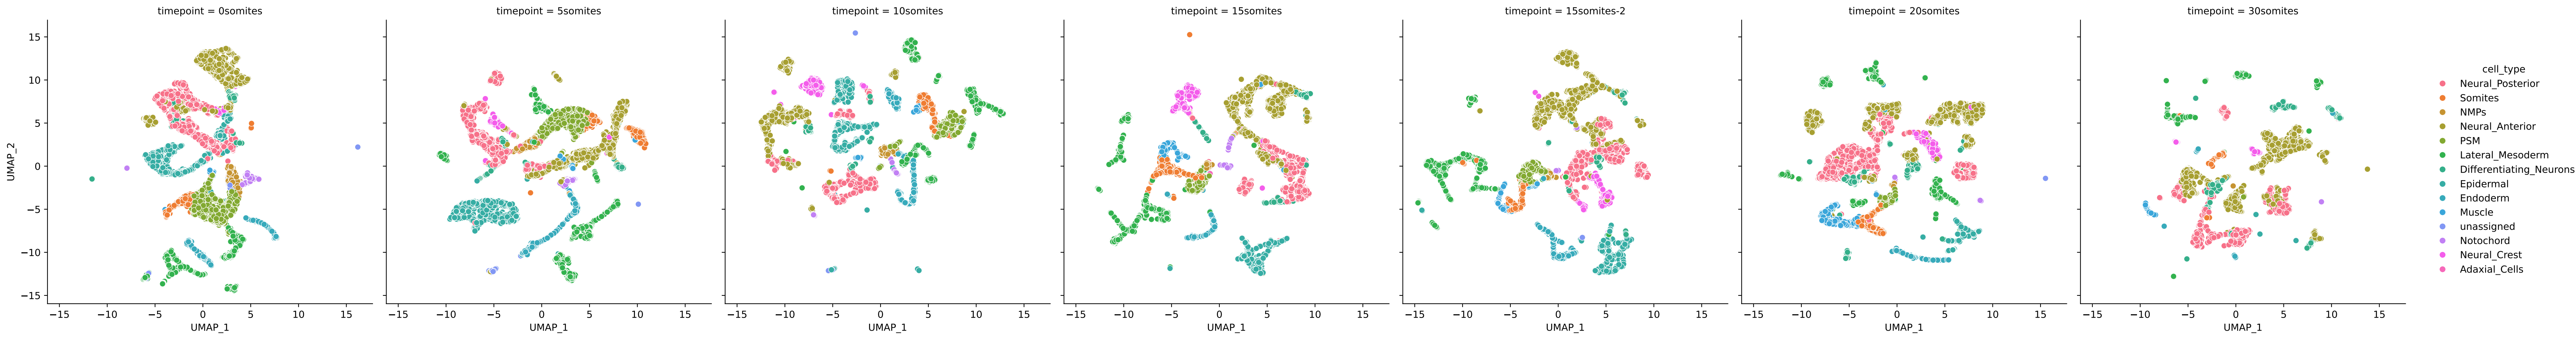 timepoint = 0somites
timepoint = 5somites
timepoint = 10somites
timepoint = 15somites
timepoint = 15somites-2
timepoint = 20somites
timepoint = 30somites
15
10
5
0
−5
−10
−15
UMAP_2
−15 −10 −5 0 5 10 15
−15 −10 −5 0 5 10 15
−15 −10 −5 0 5 10 15
−15 −10 −5 0 5 10 15
−15 −10 −5 0 5 10 15
−15 −10 −5 0 5 10 15
−15 −10 −5 0 5 10 15
UMAP_1
UMAP_1
UMAP_1
UMAP_1
UMAP_1
UMAP_1
UMAP_1
cell_type
Neural_Posterior
Somites
NMPs
Neural_Anterior
PSM
Lateral_Mesoderm
Differentiating_Neurons
Epidermal
Endoderm
Muscle
unassigned
Notochord
Neural_Crest
Adaxial_Cells